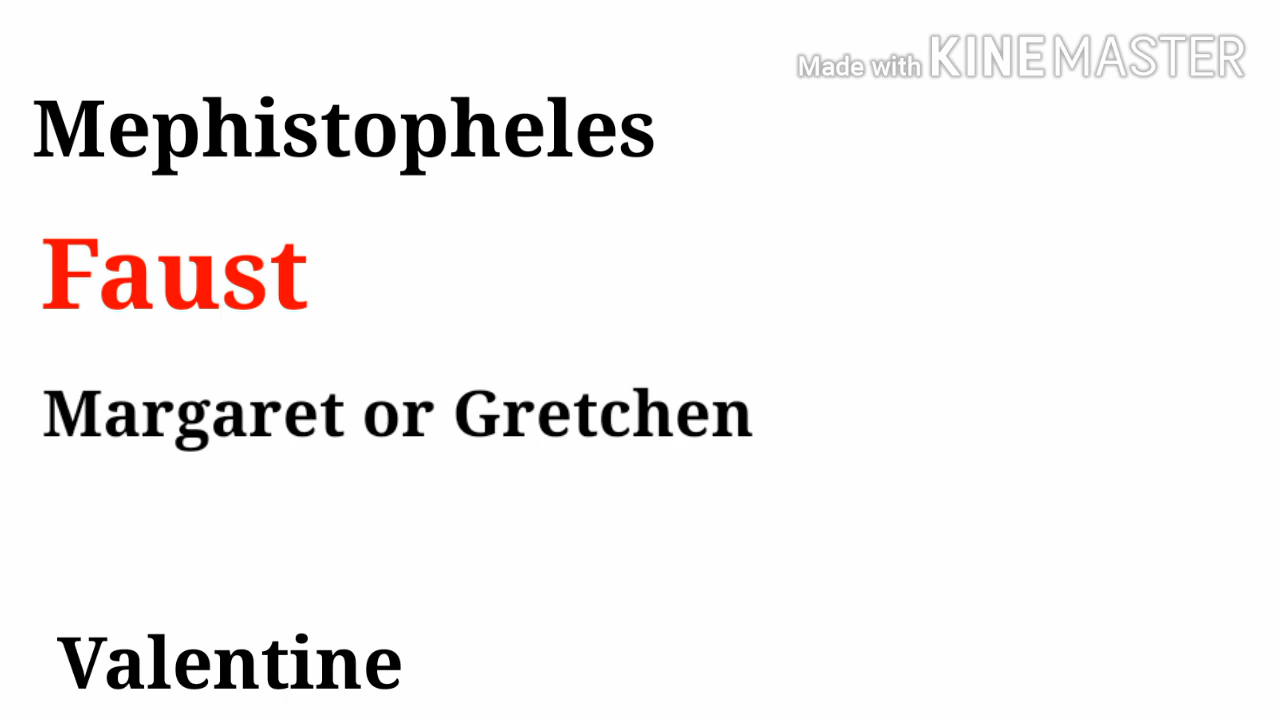 Made with KINEMASTER
Mephistopheles
Faust
Margaret or Gretchen
Valentine